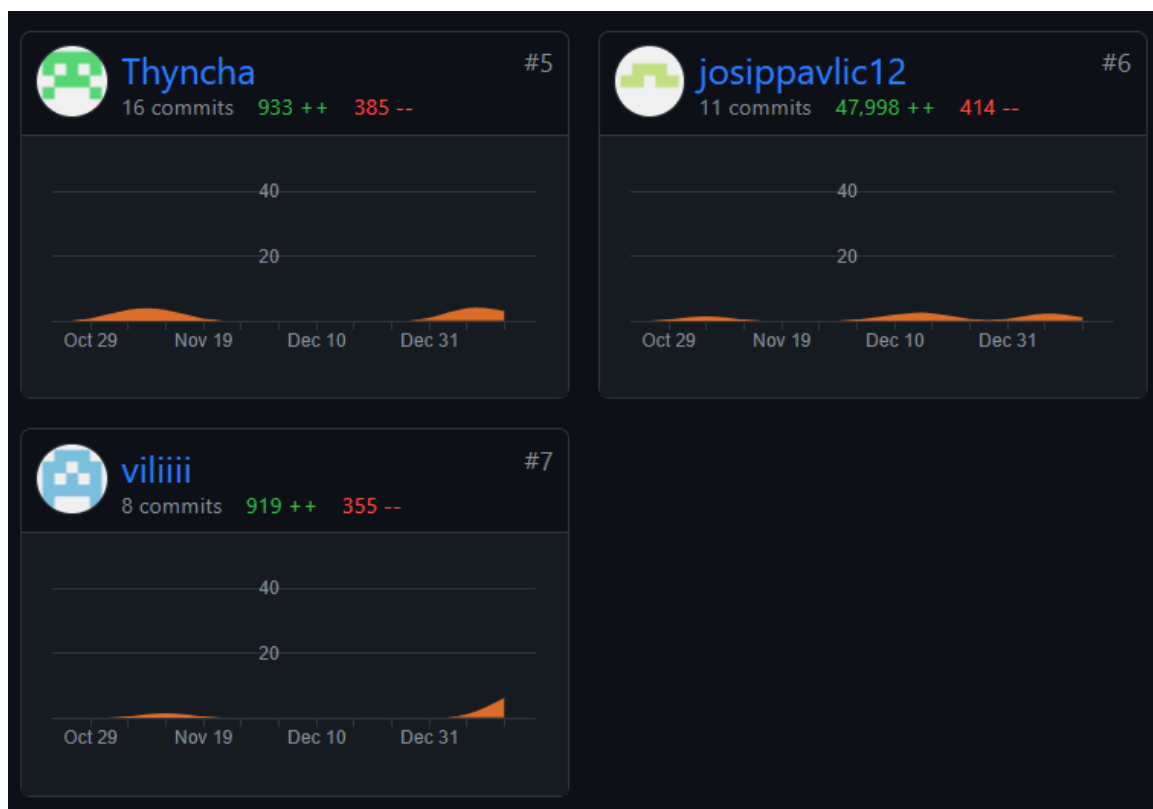 Thyncha #5
16 commits 933 ++ 385 --
40
20
Oct 29 Nov 19 Dec 10 Dec 31
josippavlic12 #6
11 commits 47,998 ++ 414 --
40
20
Oct 29 Nov 19 Dec 10 Dec 31
viliiii #7
8 commits 919 ++ 355 --
40
20
Oct 29 Nov 19 Dec 10 Dec 31